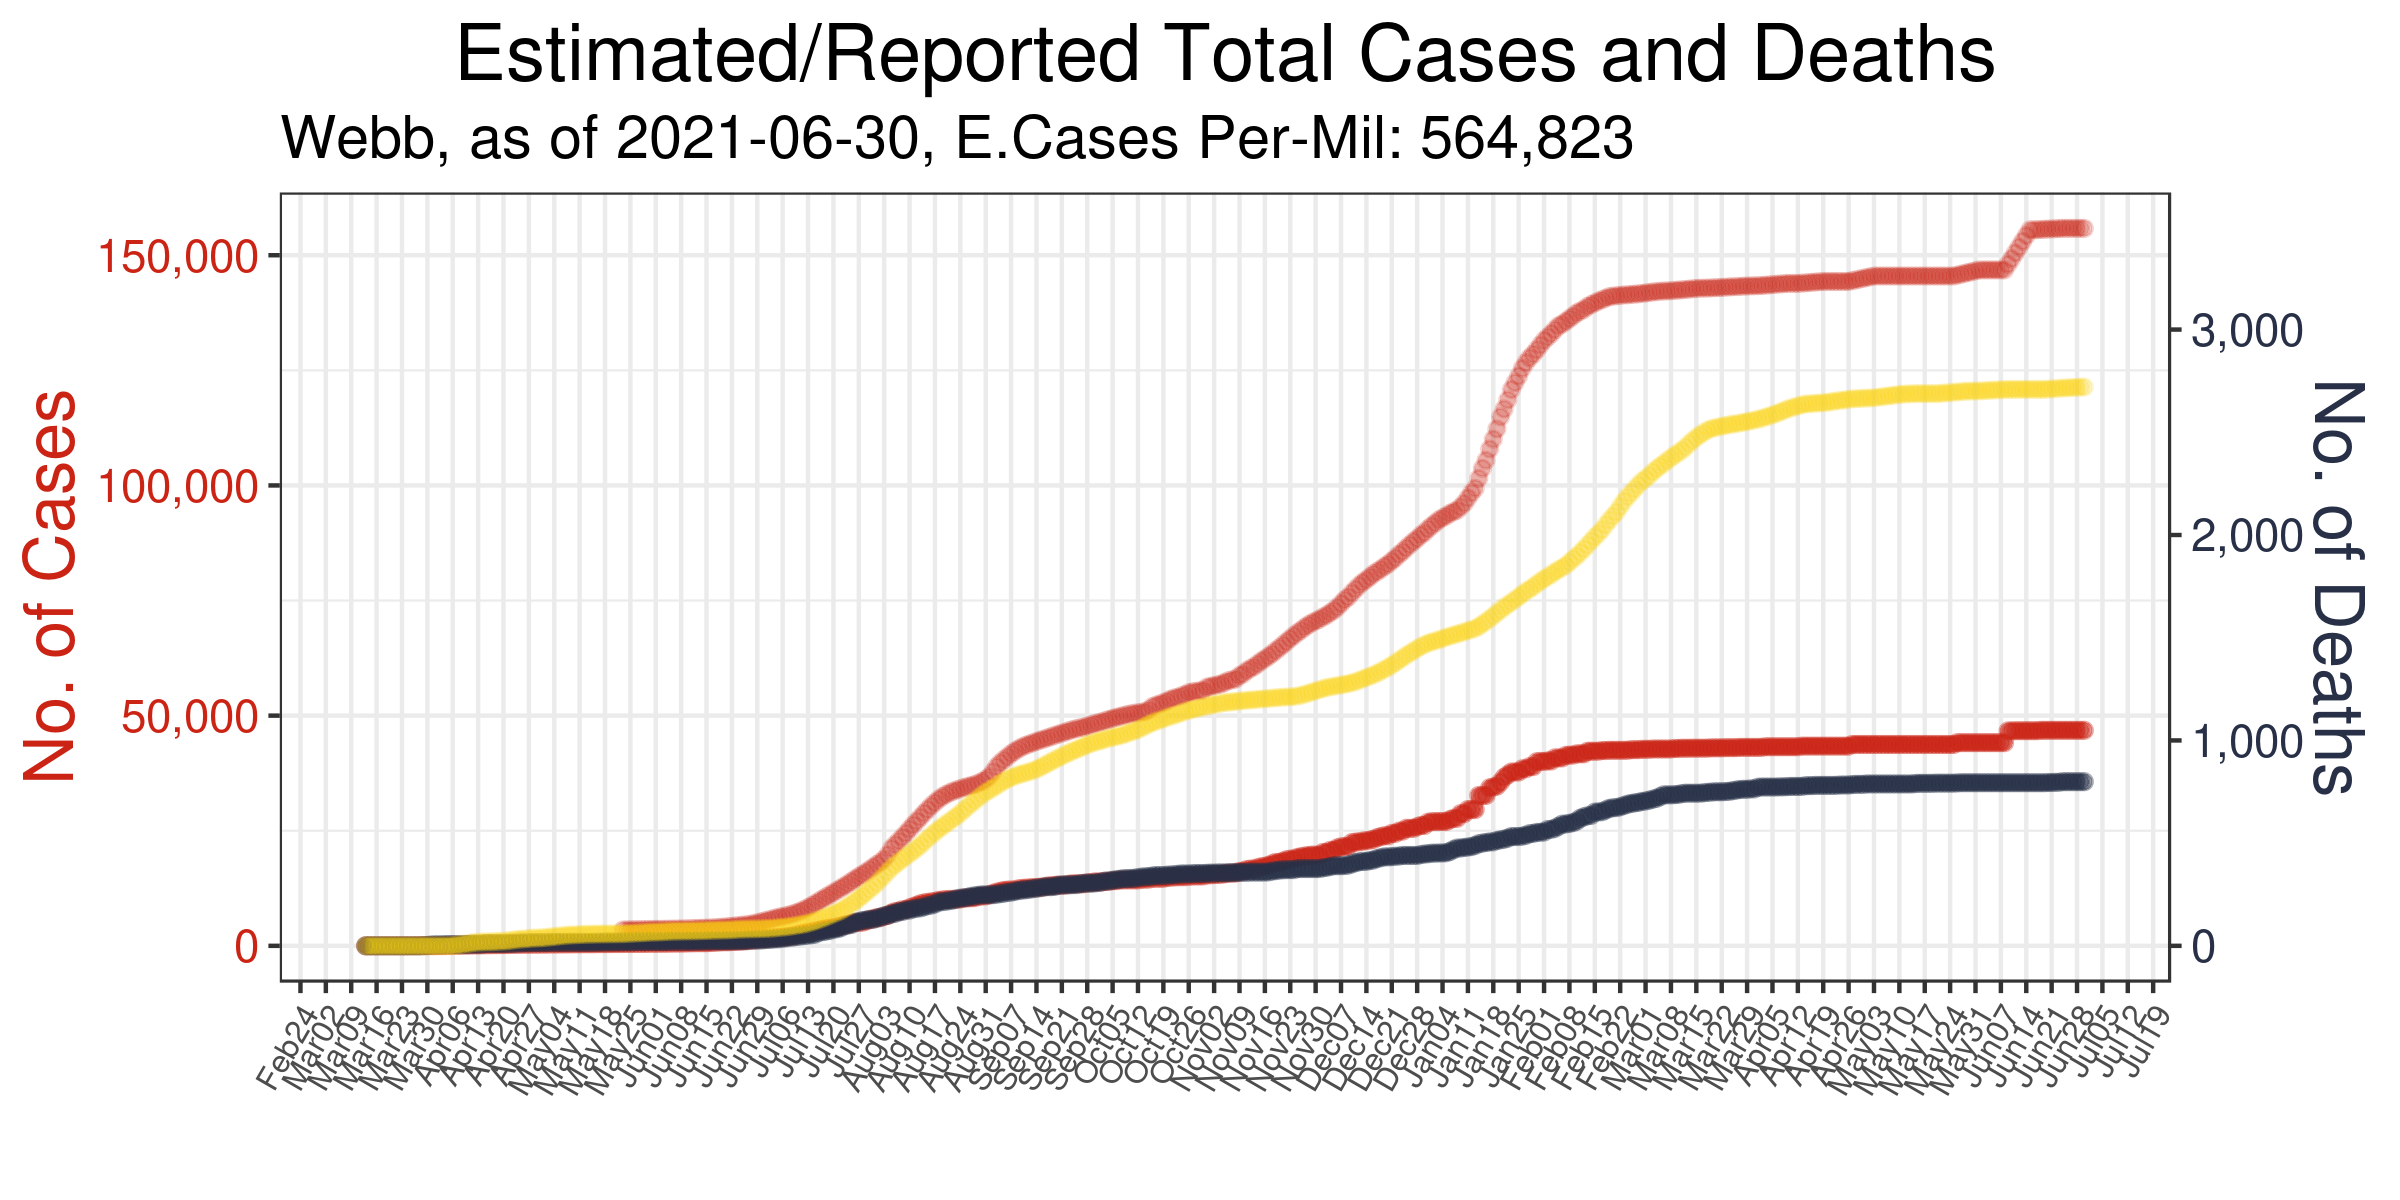 Estimated/Reported Total Cases and Deaths
Webb, as of 2021-06-30, E.Cases Per-Mil: 564,823
No. of Cases
150,000
100,000
50,000
0
3,000
2,000
1,000
0
No. of Deaths
Feb24
Mar02
Mar09
Mar16
Mar23
Mar30
Apr06
Apr13
Apr20
Apr27
May04
May11
May18
May25
Jun01
Jun08
Jun15
Jun22
Jun29
Jul06
Jul13
Jul20
Jul27
Aug03
Aug10
Aug17
Aug24
Aug31
Sep07
Sep14
Sep21
Sep28
Oct05
Oct12
Oct19
Oct26
Nov02
Nov09
Nov16
Nov23
Nov30
Dec07
Dec14
Dec21
Dec28
Jan04
Jan11
Jan18
Jan25
Feb01
Feb08
Feb15
Feb22
Mar01
Mar08
Mar15
Mar22
Mar29
Apr05
Apr12
Apr19
Apr26
May03
May10
May17
May24
May31
Jun07
Jun14
Jun21
Jun28
Jul05
Jul12
Jul19